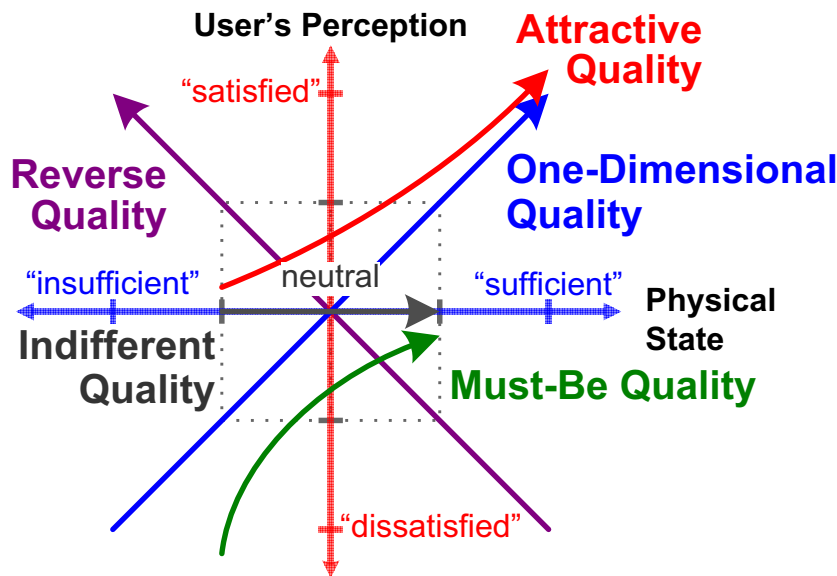 User’s Perception
Attractive
Quality
“satisfied”
Reverse
Quality
One-Dimensional
Quality
“insufficient”
neutral
“sufficient”
Physical
State
Indifferent
Quality
Must-Be Quality
“dissatisfied”